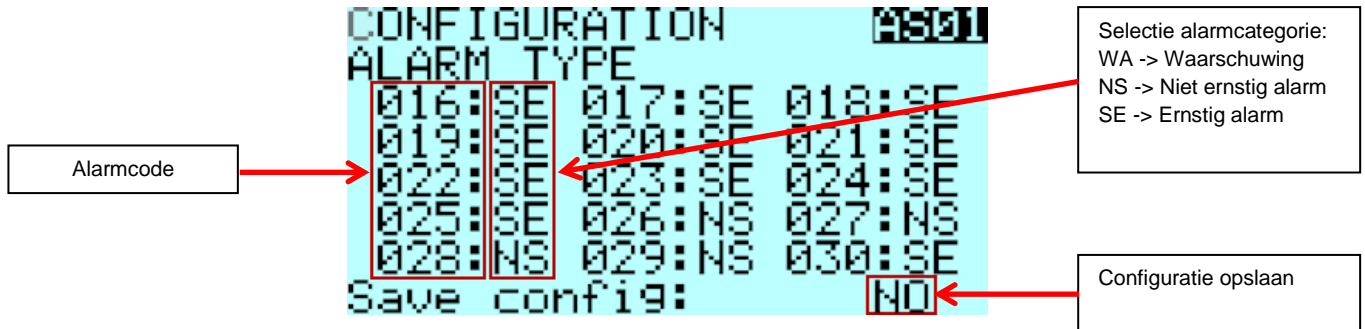 CONFIGURATION AS01
ALARM TYPE
016:SE 017:SE 018:SE
019:SE 020:SE 021:SE
022:SE 023:SE 024:SE
025:SE 026:NS 027:NS
028:NS 029:NS 030:SE
Save config: NO
Alarmcode
Selectie alarmcategorie:
WA -> Waarschuwing
NS -> Niet ernstig alarm
SE -> Ernstig alarm
Configuratie opslaan